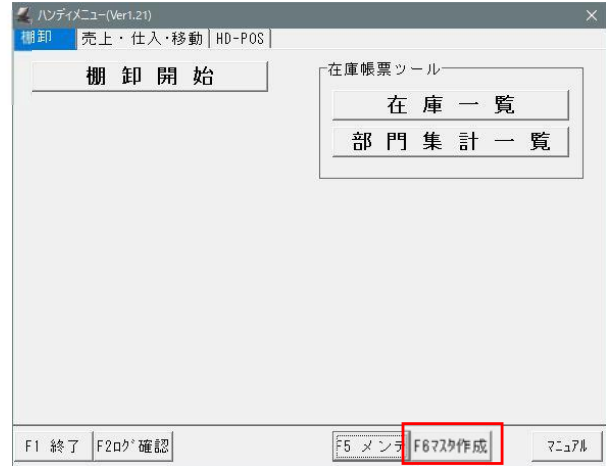 ハンディメニュー(Ver1.21)
棚卸 売上・仕入・移動 HD-POS
棚 卸 開 始
在庫帳票ツール
在 庫 一 覧
部 門 集 計 一 覧
F1 終了 F2ﾛｸﾞ確認 F5 メンテ F6ﾏｽﾀ作成 ﾏﾆｭｱﾙ